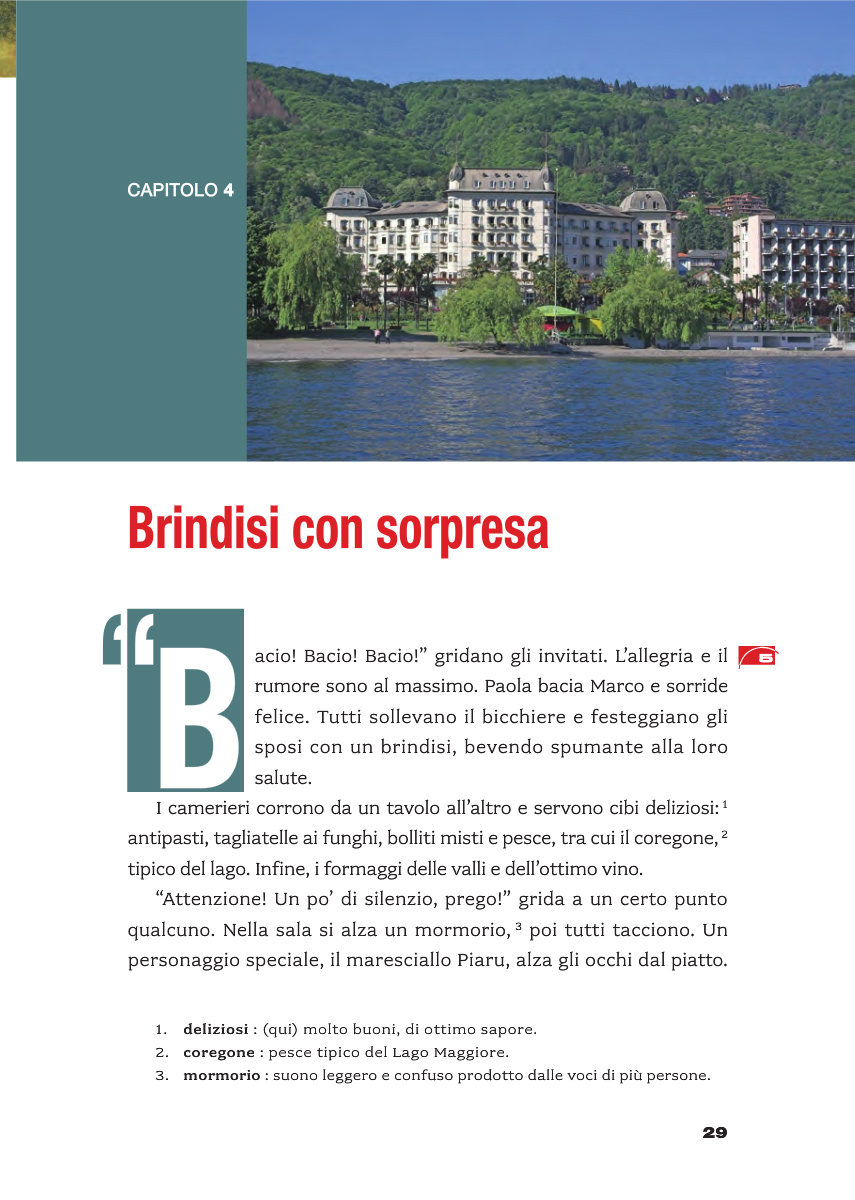 CAPITOLO 4
Brindisi con sorpresa
“Bacio! Bacio! Bacio!” gridano gli invitati. L’allegria e il
5
rumore sono al massimo. Paola bacia Marco e sorride
felice. Tutti sollevano il bicchiere e festeggiano gli
sposi con un brindisi, bevendo spumante alla loro
salute.
I camerieri corrono da un tavolo all’altro e servono cibi deliziosi: 1
antipasti, tagliatelle ai funghi, bolliti misti e pesce, tra cui il coregone, 2
tipico del lago. Infine, i formaggi delle valli e dell’ottimo vino.
“Attenzione! Un po’ di silenzio, prego!” grida a un certo punto
qualcuno. Nella sala si alza un mormorio, 3 poi tutti tacciono. Un
personaggio speciale, il maresciallo Piaru, alza gli occhi dal piatto.
1. deliziosi : (qui) molto buoni, di ottimo sapore.
2. coregone : pesce tipico del Lago Maggiore.
3. mormorio : suono leggero e confuso prodotto dalle voci di più persone.
29